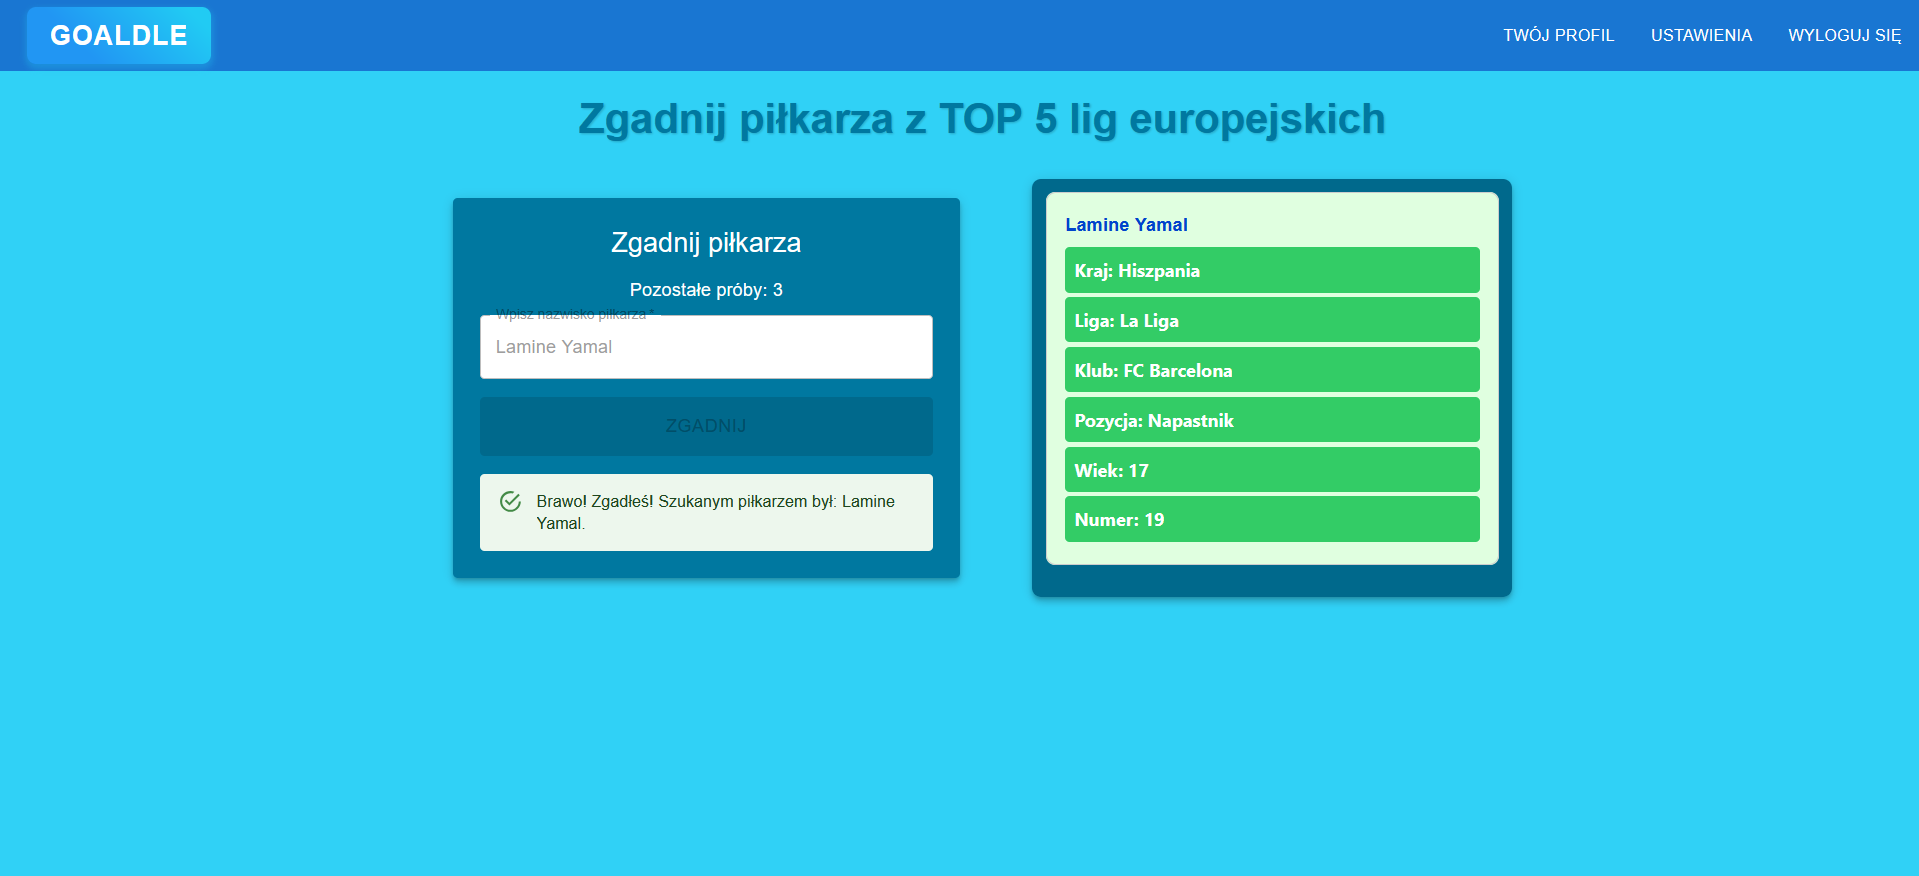 GOALDLE
TWÓJ PROFIL USTAWIENIA WYLOGUJ SIĘ
Zgadnij piłkarza z TOP 5 lig europejskich
Zgadnij piłkarza
Pozostałe próby: 3
Wpisz nazwisko piłkarza *
Lamine Yamal
ZGADNIJ
Brawo! Zgadłeś! Szukanym piłkarzem był: Lamine
Yamal.
Lamine Yamal
Kraj: Hiszpania
Liga: La Liga
Klub: FC Barcelona
Pozycja: Napastnik
Wiek: 17
Numer: 19